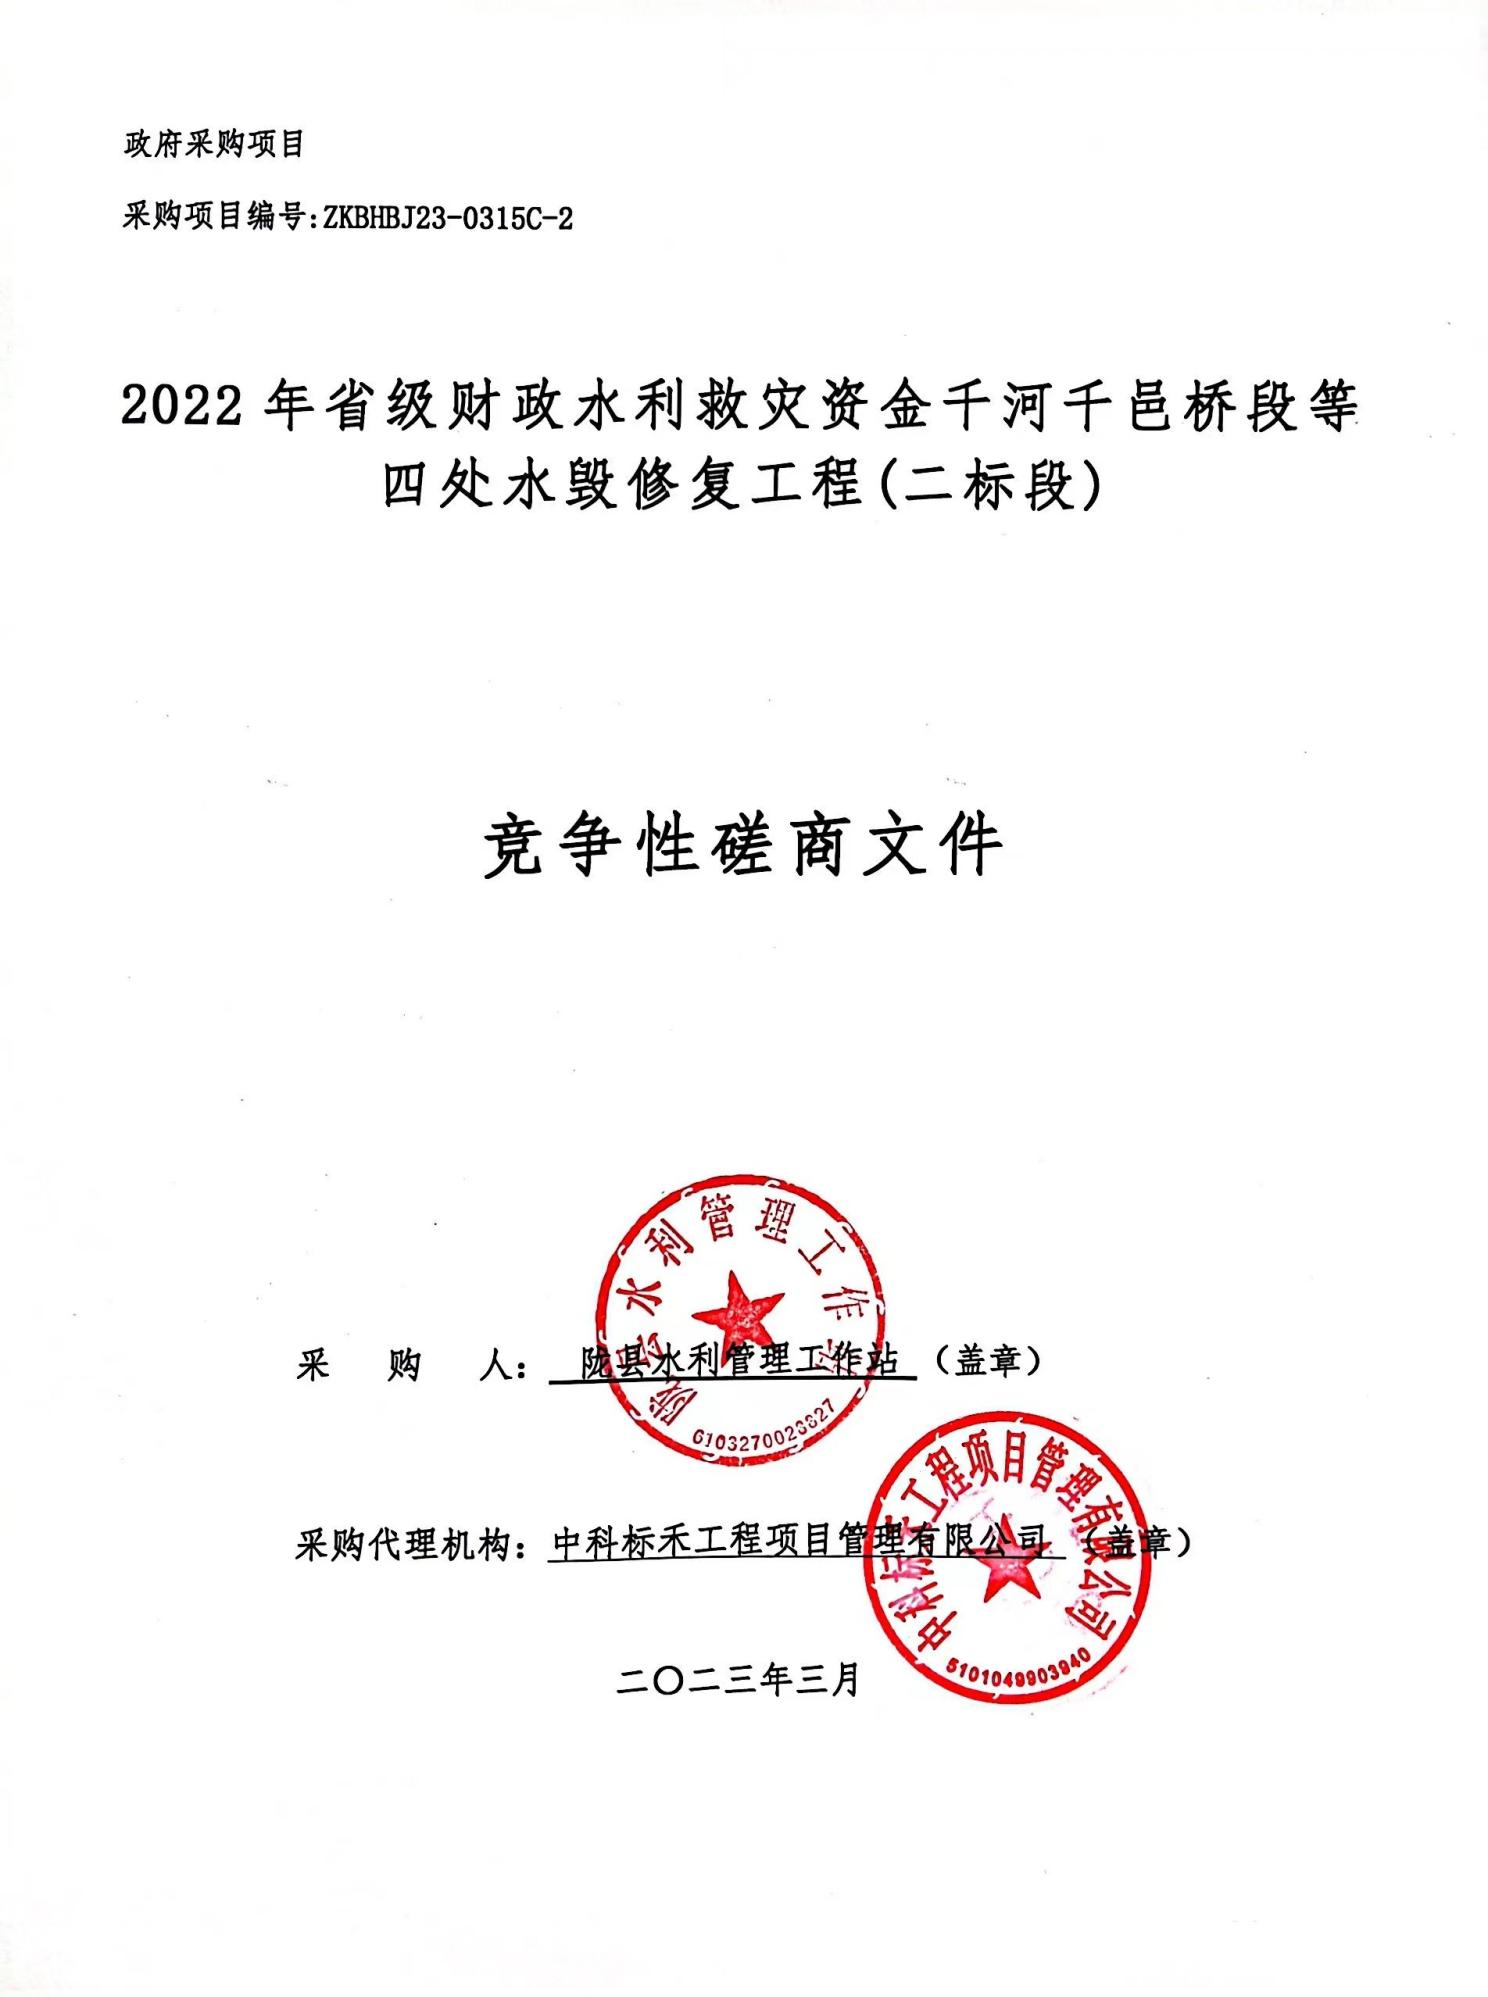 政府采购项目
采购项目编号:ZKBHBJ23-0315C-2
2022年省级财政水利救灾资金千河千邑桥段等
四处水毁修复工程(二标段)
竞争性磋商文件
陇县水利管理工作站
采购人: 陇县水利管理工作站 (盖章)
中科标禾工程项目管理有限公司
采购代理机构: 中科标禾工程项目管理有限公司 (盖章)
5101049903940
二〇二三年三月